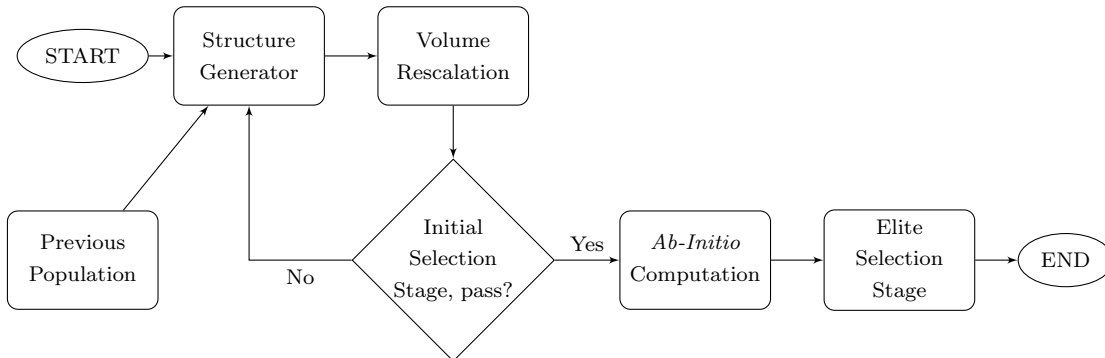 START
Structure
Generator
Volume
Rescalation
Previous
Population
No
Initial
Selection
Stage, pass?
Yes
Ab-Initio
Computation
Elite
Selection
Stage
END